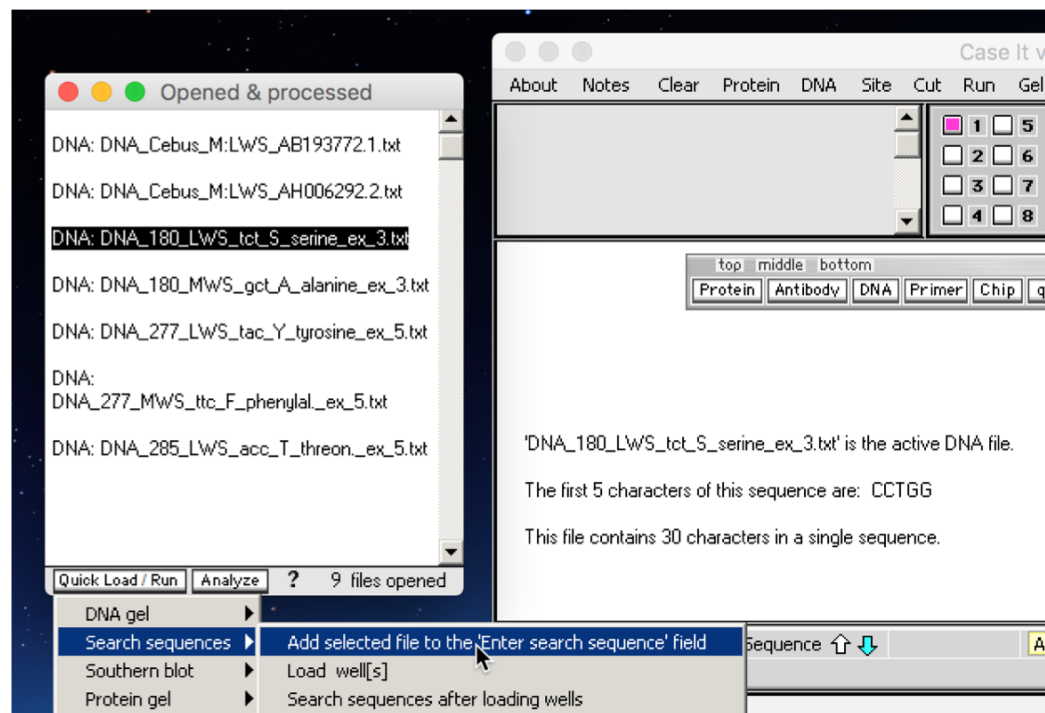 Case It v
About Notes Clear Protein DNA Site Cut Run Gel
Opened & processed
DNA: DNA_Cebus_M:LWS_AB193772.1.txt
DNA: DNA_Cebus_M:LWS_AH006292.2.txt
DNA: DNA_180_LWS_tct_S_serine_ex_3.txt
DNA: DNA_180_MWS_gct_A_alanine_ex_3.txt
DNA: DNA_277_LWS_tac_Y_tyrosine_ex_5.txt
DNA:
DNA_277_MWS_ttc_F_phenylal._ex_5.txt
DNA: DNA_285_LWS_acc_T_threon._ex_5.txt
1 5
2 6
3 7
4 8
top middle bottom
Protein Antibody DNA Primer Chip q
'DNA_180_LWS_tct_S_serine_ex_3.txt' is the active DNA file.
The first 5 characters of this sequence are: CCTGG
This file contains 30 characters in a single sequence.
Quick Load / Run Analyze ? 9 files opened
DNA gel
Search sequences
Southern blot
Protein gel
Add selected file to the 'Enter search sequence' field
Load well[s]
Search sequences after loading wells
Sequence
A